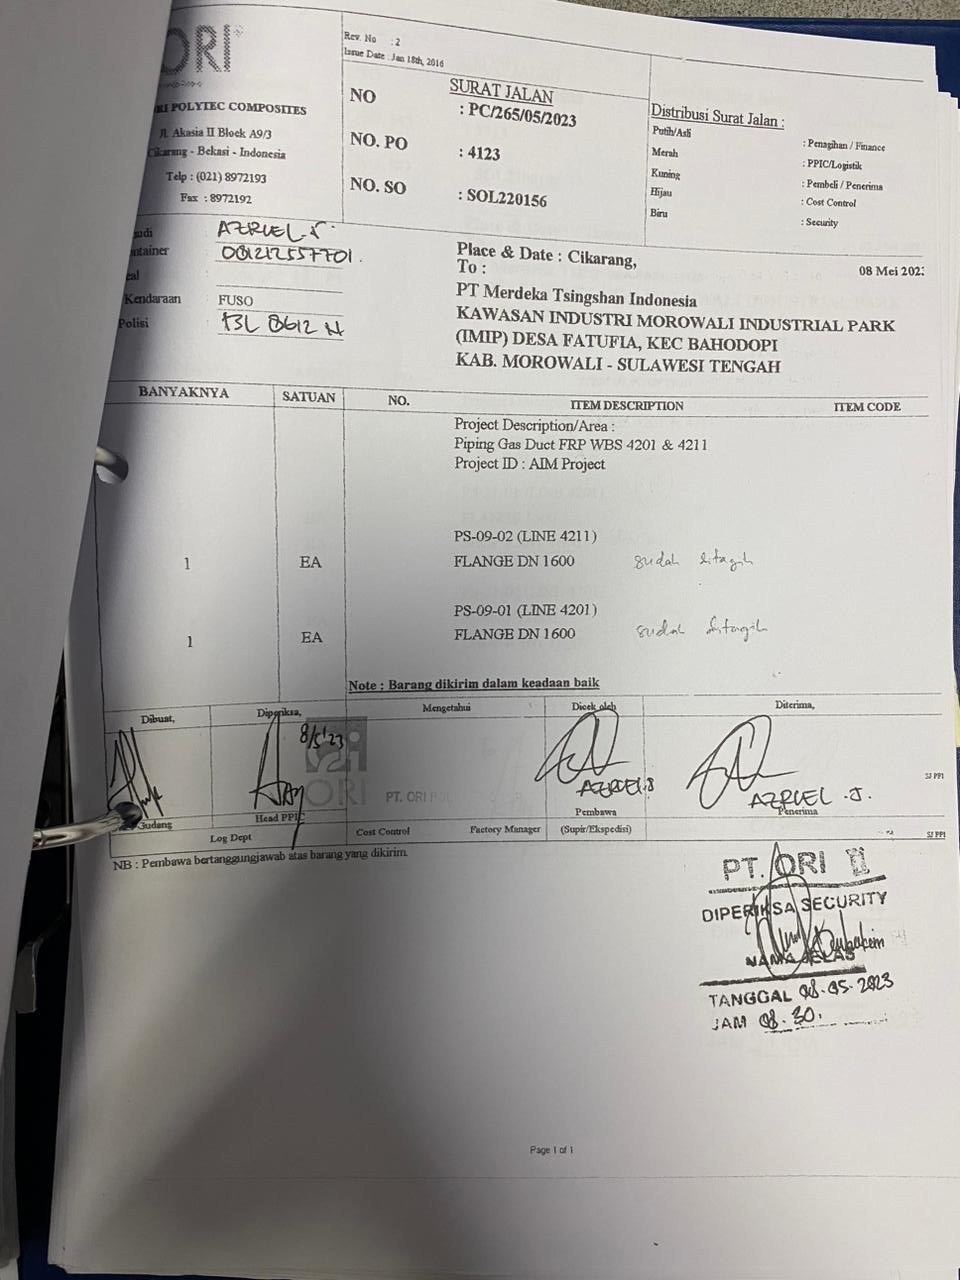 ORI
Rev. No : 2
Issue Date : Jan 18th, 2016
RI POLYTEC COMPOSITES
Jl. Akasia II Block A9/3
Cikarang - Bekasi - Indonesia
Telp : (021) 8972193
Fax : 8972192
SURAT JALAN
NO : PC/265/05/2023
NO. PO : 4123
NO. SO : SOL220156
Distribusi Surat Jalan :
Putih/Asli : Penagihan / Finance
Merah : PPIC/Logistik
Kuning : Pembeli / Penerima
Hijau : Cost Control
Biru : Security
udi AZRUEL.J
ntainer 081212557701.
eal
Kendaraan FUSO
Polisi BL 8612 N
Place & Date : Cikarang, 08 Mei 202
To :
PT Merdeka Tsingshan Indonesia
KAWASAN INDUSTRI MOROWALI INDUSTRIAL PARK
(IMIP) DESA FATUFIA, KEC BAHODOPI
KAB. MOROWALI - SULAWESI TENGAH
BANYAKNYA SATUAN NO. ITEM DESCRIPTION ITEM CODE
Project Description/Area :
Piping Gas Duct FRP WBS 4201 & 4211
Project ID : AIM Project
PS-09-02 (LINE 4211)
1 EA FLANGE DN 1600 sudah ditagih
PS-09-01 (LINE 4201)
1 EA FLANGE DN 1600 sudah ditagih
Note : Barang dikirim dalam keadaan baik
Dibuat, Diperiksa, Mengetahui Dicek oleh Diterima,
8/5'23
ORI PT. ORI
AZRUEL.J AZRUEL .J.
SJ PPI
Gudang Head PPIC Pembawa Penerima
Log Dept Cost Control Factory Manager (Supir/Ekspedisi)
SJ PPI
NB : Pembawa bertanggungjawab atas barang yang dikirim.
PT. ORI
DIPERIKSA SECURITY
NAMA JELAS
TANGGAL 08.05.2023
JAM 08.30.
Page 1 of 1